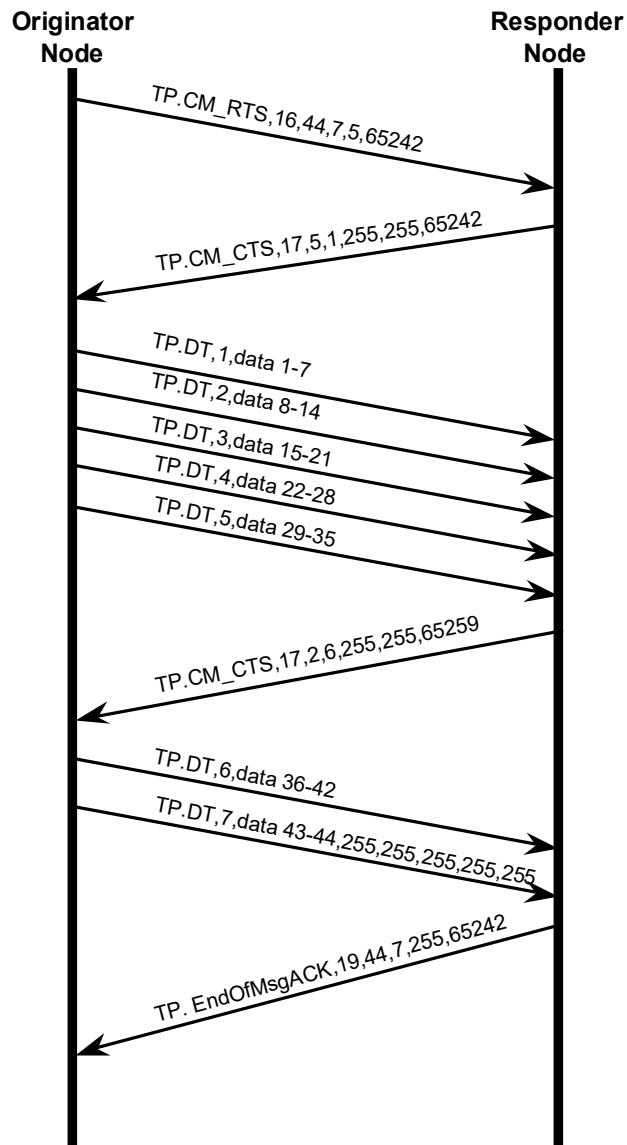 Originator
Node
Responder
Node
TP.CM_RTS,16,44,7,5,65242
TP.CM_CTS,17,5,1,255,255,65242
TP.DT,1,data 1-7
TP.DT,2,data 8-14
TP.DT,3,data 15-21
TP.DT,4,data 22-28
TP.DT,5,data 29-35
TP.CM_CTS,17,2,6,255,255,65259
TP.DT,6,data 36-42
TP.DT,7,data 43-44,255,255,255,255,255
TP. EndOfMsgACK,19,44,7,255,65242